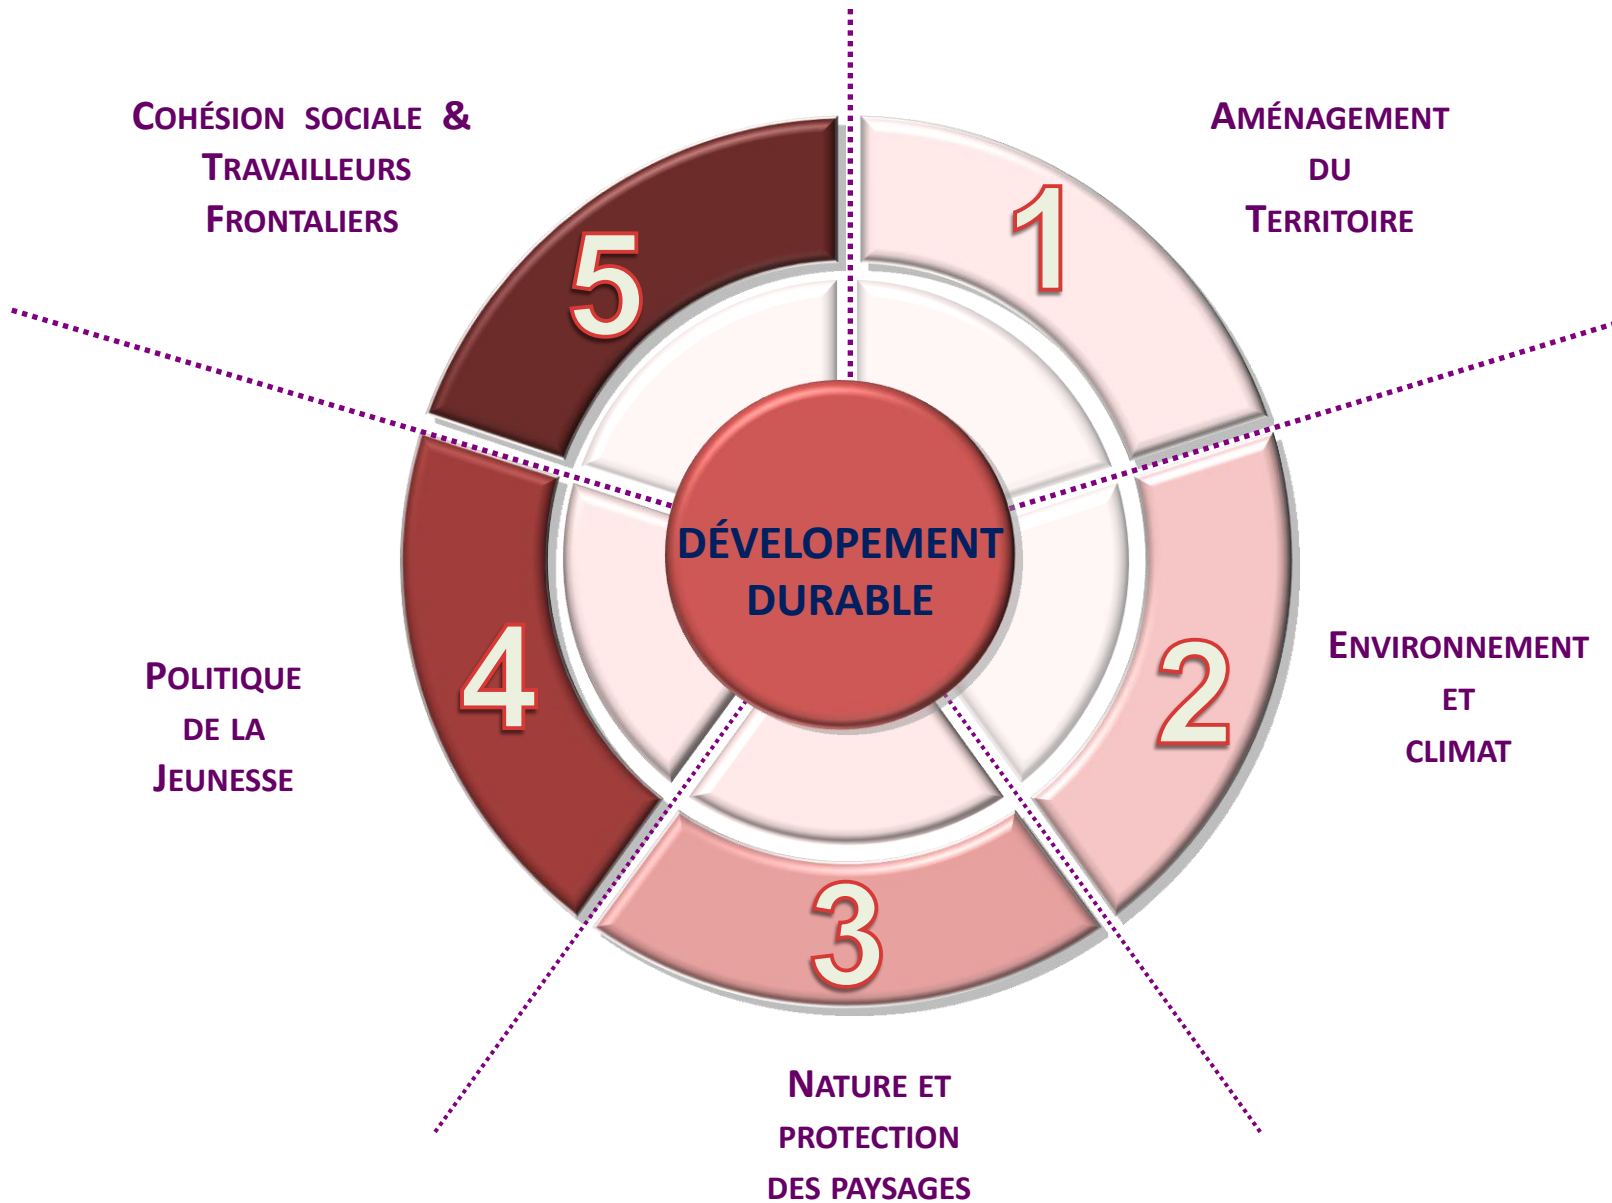 COHÉSION SOCIALE &
TRAVAILLEURS
FRONTALIERS
5
1
AMÉNAGEMENT
DU
TERRITOIRE
DÉVELOPEMENT
DURABLE
POLITIQUE
DE LA
JEUNESSE
4
2
ENVIRONNEMENT
ET
CLIMAT
3
NATURE ET
PROTECTION
DES PAYSAGES